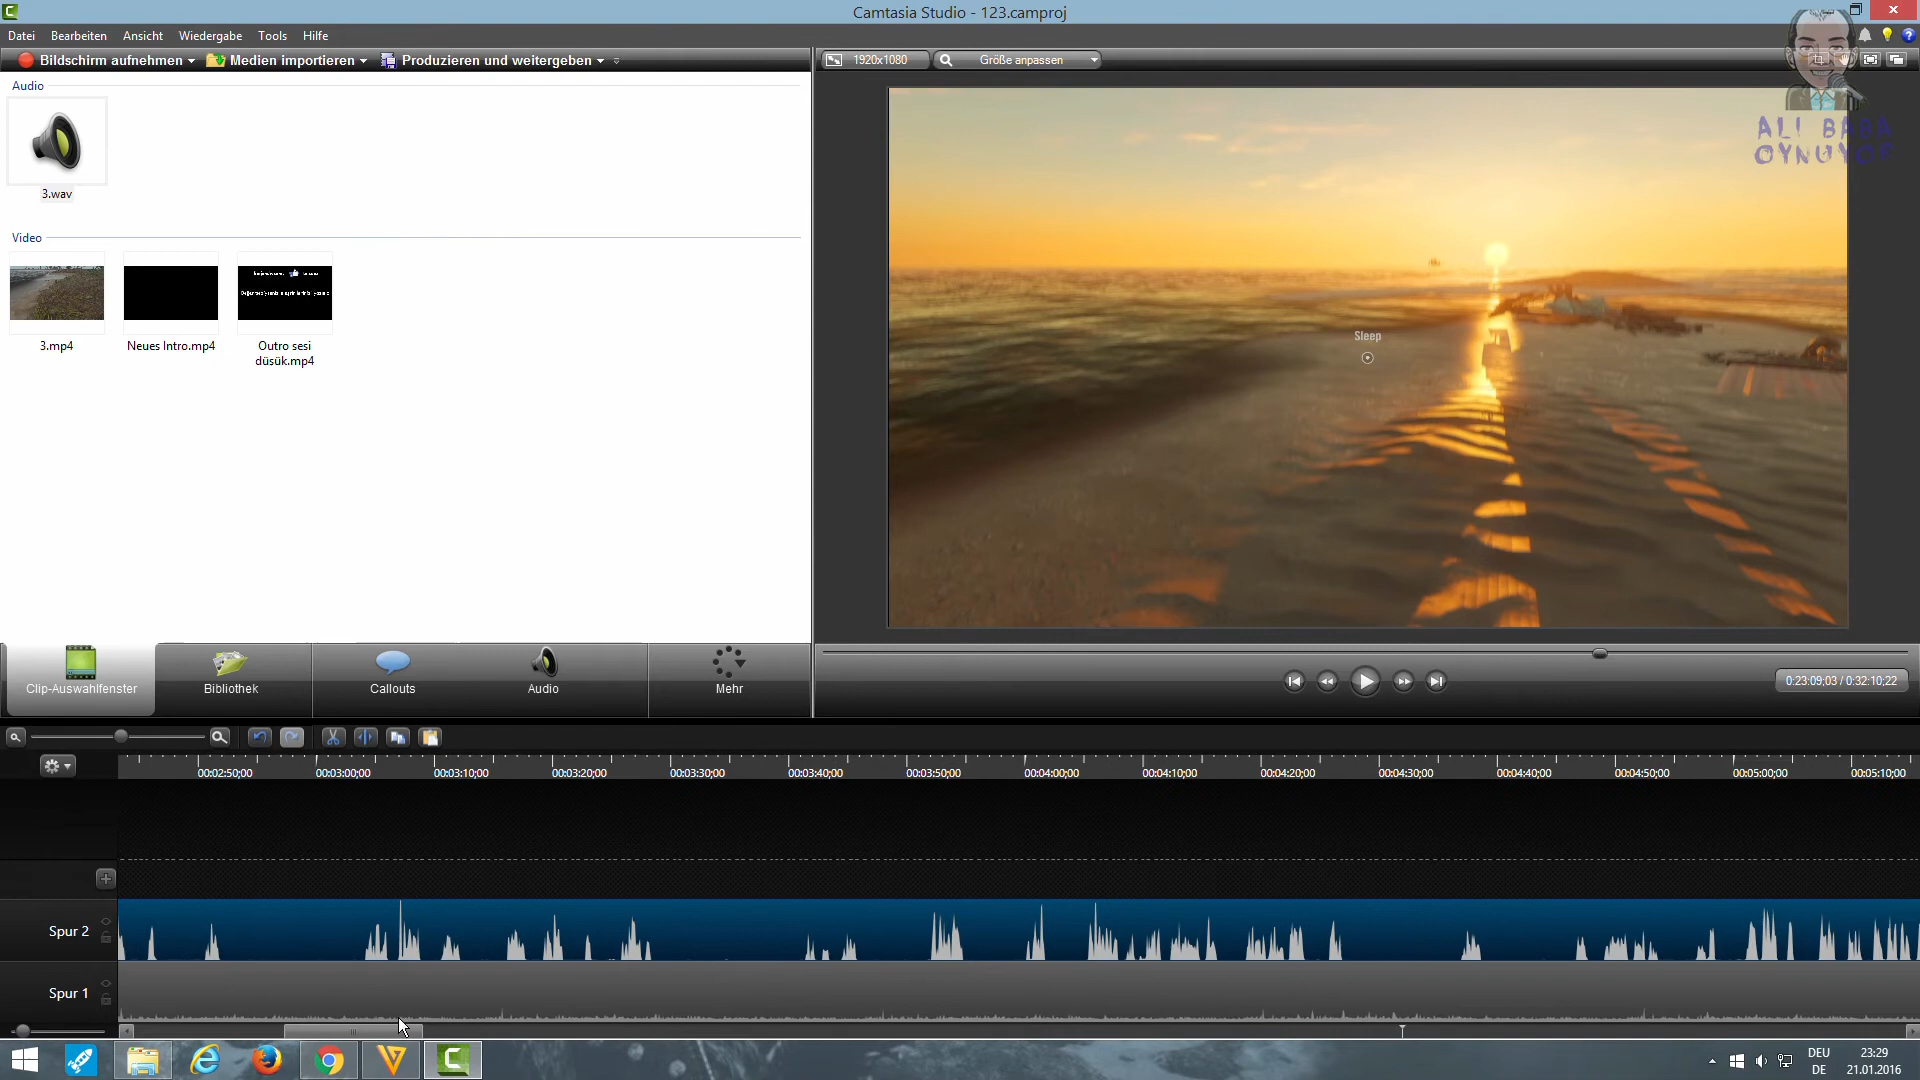 Camtasia Studio - 123.camproj
Datei Bearbeiten Ansicht Wiedergabe Tools Hilfe
Bildschirm aufnehmen Medien importieren Produzieren und weitergeben
1920x1080 Größe anpassen
Audio
3.wav
Video
3.mp4
Neues Intro.mp4
Outro sesi
düsük.mp4
ALI BABA
OYNUYOR
Sleep
Clip-Auswahlfenster Bibliothek Callouts Audio Mehr
0:23:09;03 / 0:32:10;22
00:02:50;00 00:03:00;00 00:03:10;00 00:03:20;00 00:03:30;00 00:03:40;00 00:03:50;00 00:04:00;00 00:04:10;00 00:04:20;00 00:04:30;00 00:04:40;00 00:04:50;00 00:05:00;00 00:05:10;00
Spur 2
Spur 1
DEU
DE
23:29
21.01.2016